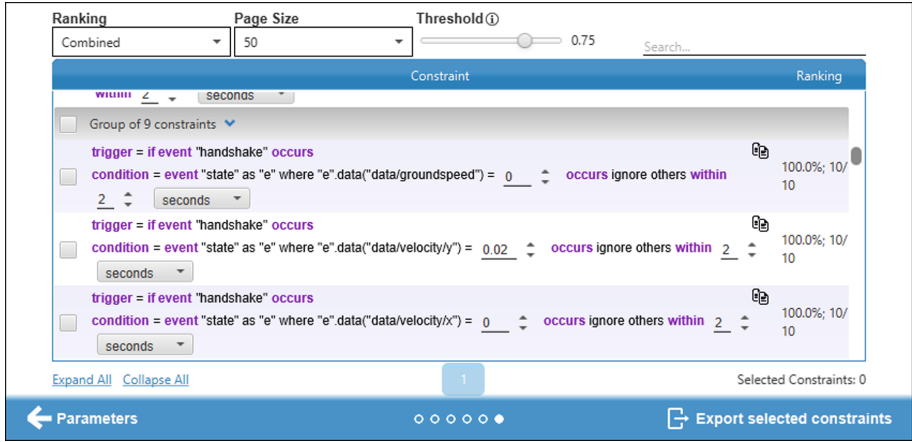 Ranking Page Size Threshold
Combined 50 0.75 Search...
Constraint Ranking
within 2 seconds
Group of 9 constraints
trigger = if event "handshake" occurs
condition = event "state" as "e" where "e".data("data/groundspeed") = 0 occurs ignore others within 100.0%; 10/
2 seconds 10
trigger = if event "handshake" occurs
condition = event "state" as "e" where "e".data("data/velocity/y") = 0.02 occurs ignore others within 2 100.0%; 10/
seconds 10
trigger = if event "handshake" occurs
condition = event "state" as "e" where "e".data("data/velocity/x") = 0 occurs ignore others within 2 100.0%; 10/
seconds 10
Expand All Collapse All 1 Selected Constraints: 0
Parameters Export selected constraints